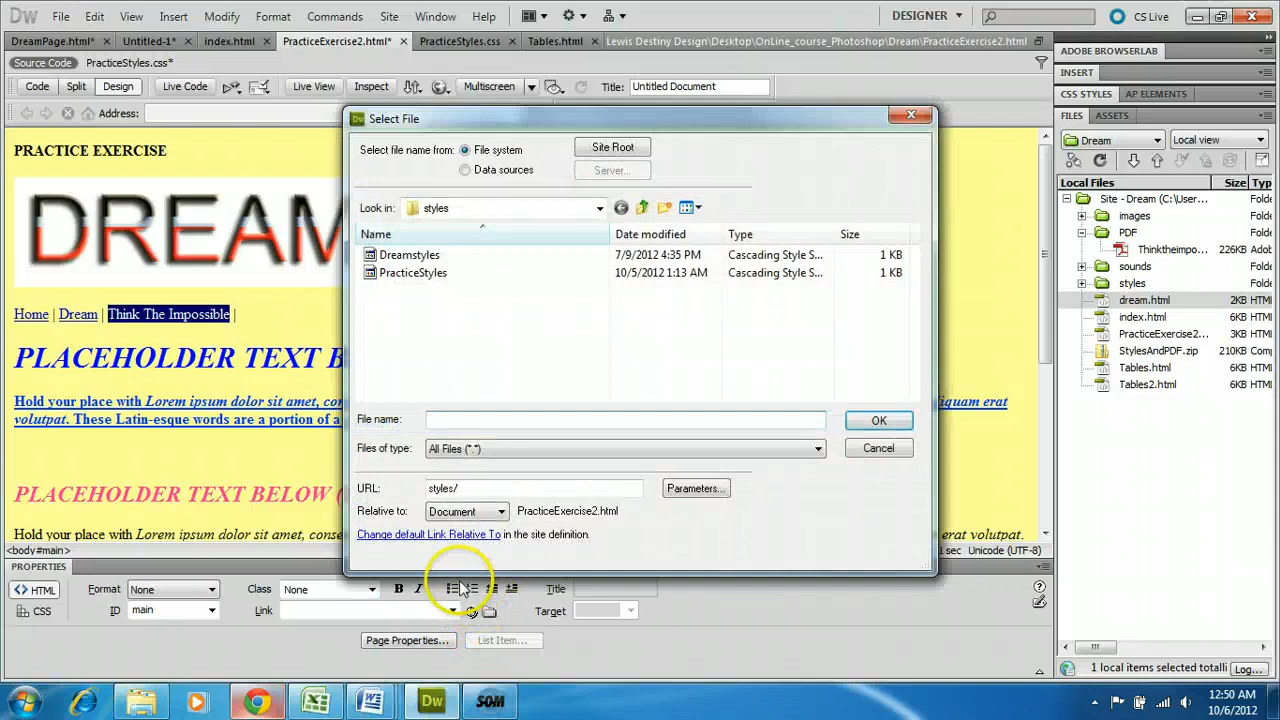 Dw File Edit View Insert Modify Format Commands Site Window Help DESIGNER CS Live
DreamPage.html* × Untitled-1* × index.html × PracticeExercise2.html* × PracticeStyles.css × Tables.html × Lewis Destiny Design\Desktop\OnLine_course_Photoshop\Dream\PracticeExercise2.html
Source Code PracticeStyles.css*
Code Split Design Live Code Live View Inspect Multiscreen Title: Untitled Document
Address:
PRACTICE EXERCISE
DREAM
Home | Dream | Think The Impossible |
PLACEHOLDER TEXT B
Hold your place with Lorem ipsum dolor sit amet, con
iquam erat
volutpat. These Latin-esque words are a portion of a
PLACEHOLDER TEXT BELOW (
Hold your place with Lorem ipsum dolor sit amet, conse
erat volutpat.
<body#main>
1 sec Unicode (UTF-8)
Dw Select File
Select file name from: File system Site Root
Data sources Server...
Look in: styles
Name Date modified Type Size
Dreamstyles 7/9/2012 4:35 PM Cascading Style S... 1 KB
PracticeStyles 10/5/2012 1:13 AM Cascading Style S... 1 KB
File name: OK
Files of type: All Files (*.*) Cancel
URL: styles/ Parameters...
Relative to: Document PracticeExercise2.html
Change default Link Relative To in the site definition.
PROPERTIES
<> HTML Format None Class None B I Title
CSS ID main Link Target
Page Properties... List Item...
ADOBE BROWSERLAB
INSERT
CSS STYLES AP ELEMENTS
FILES ASSETS
Dream Local view
Local Files Size Typ
Site - Dream (C:\User... Folde
images Folde
PDF Folde
Thinktheimpo... 226KB Adob
sounds Folde
styles Folde
dream.html 2KB HTMI
index.html 6KB HTMI
PracticeExercise2... 3KB HTMI
StylesAndPDF.zip 210KB Comp
Tables.html 6KB HTMI
Tables2.html 6KB HTMI
1 local items selected totalli Log...
Dw SOM
12:50 AM
10/6/2012